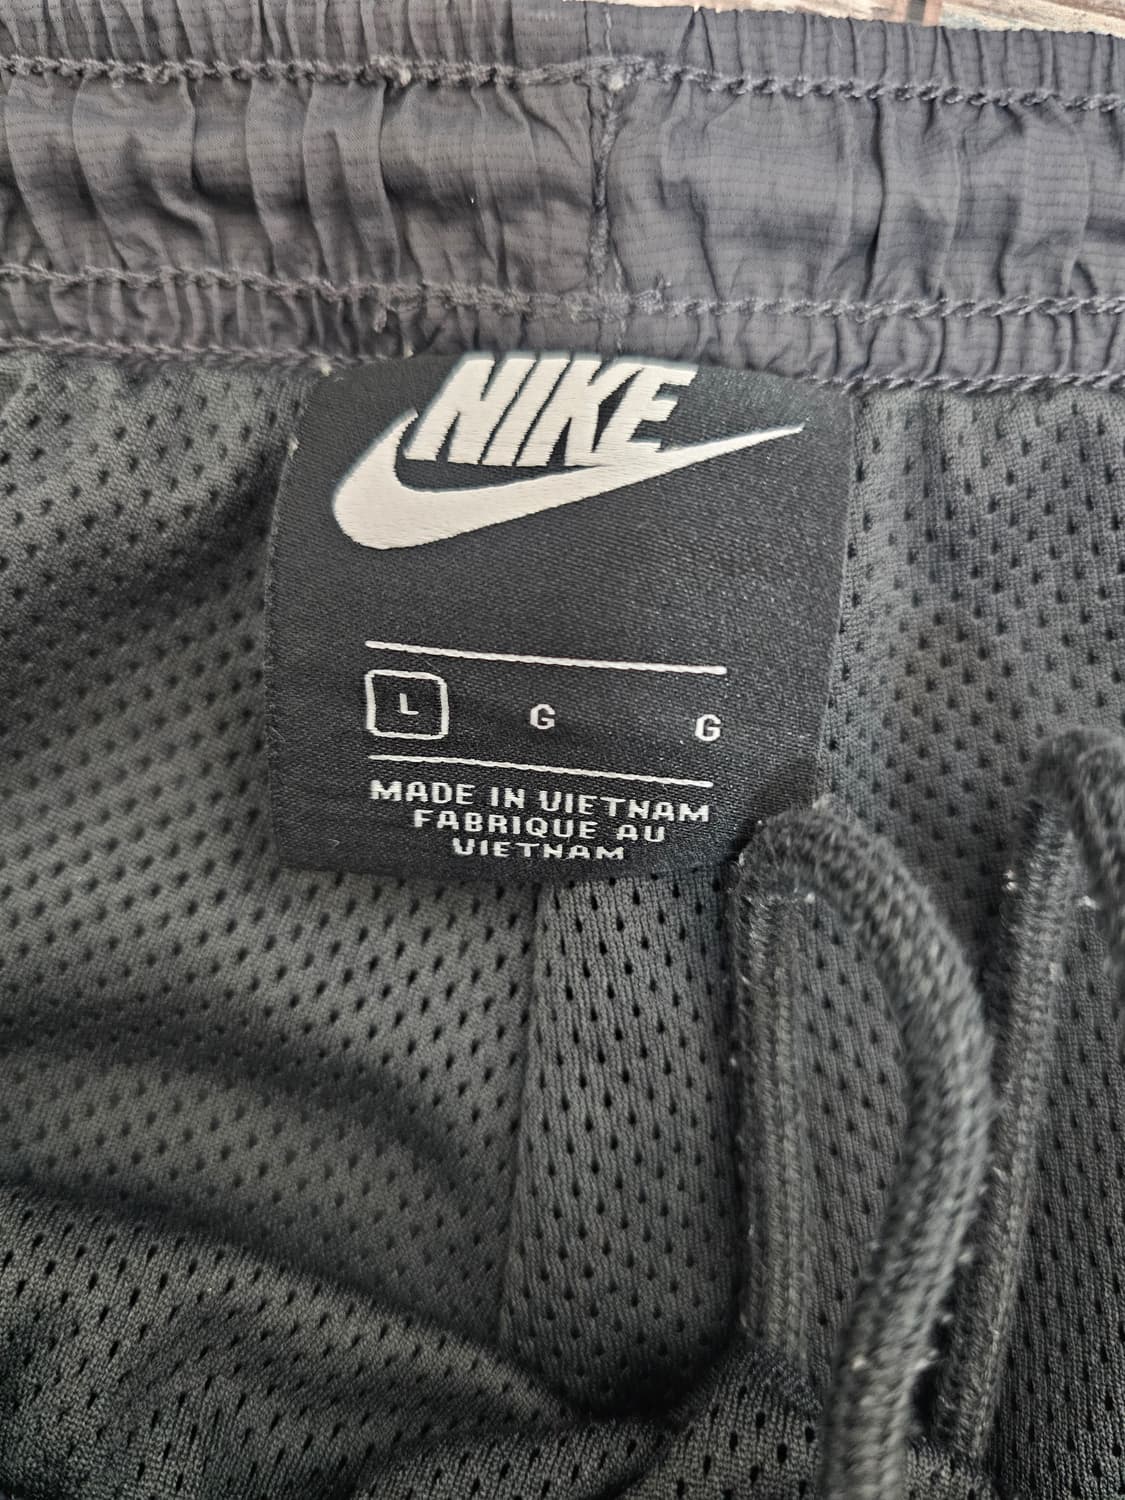 NIKE
L G G
MADE IN VIETNAM
FABRIQUE AU
VIETNAM